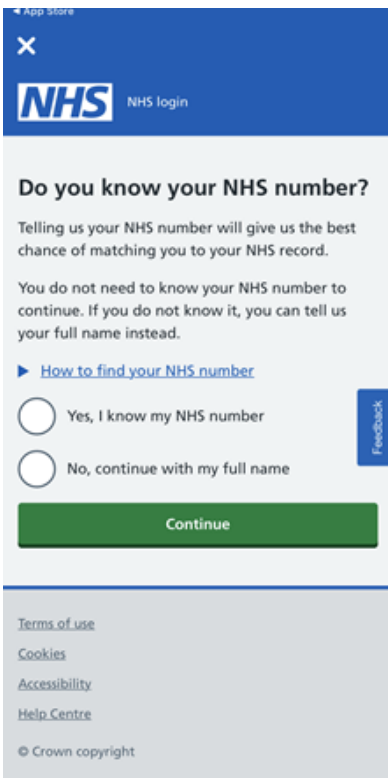 ◀ App Store
NHS NHS login
Do you know your NHS number?
Telling us your NHS number will give us the best
chance of matching you to your NHS record.
You do not need to know your NHS number to
continue. If you do not know it, you can tell us
your full name instead.
How to find your NHS number
Yes, I know my NHS number
Feedback
No, continue with my full name
Continue
Terms of use
Cookies
Accessibility
Help Centre
© Crown copyright